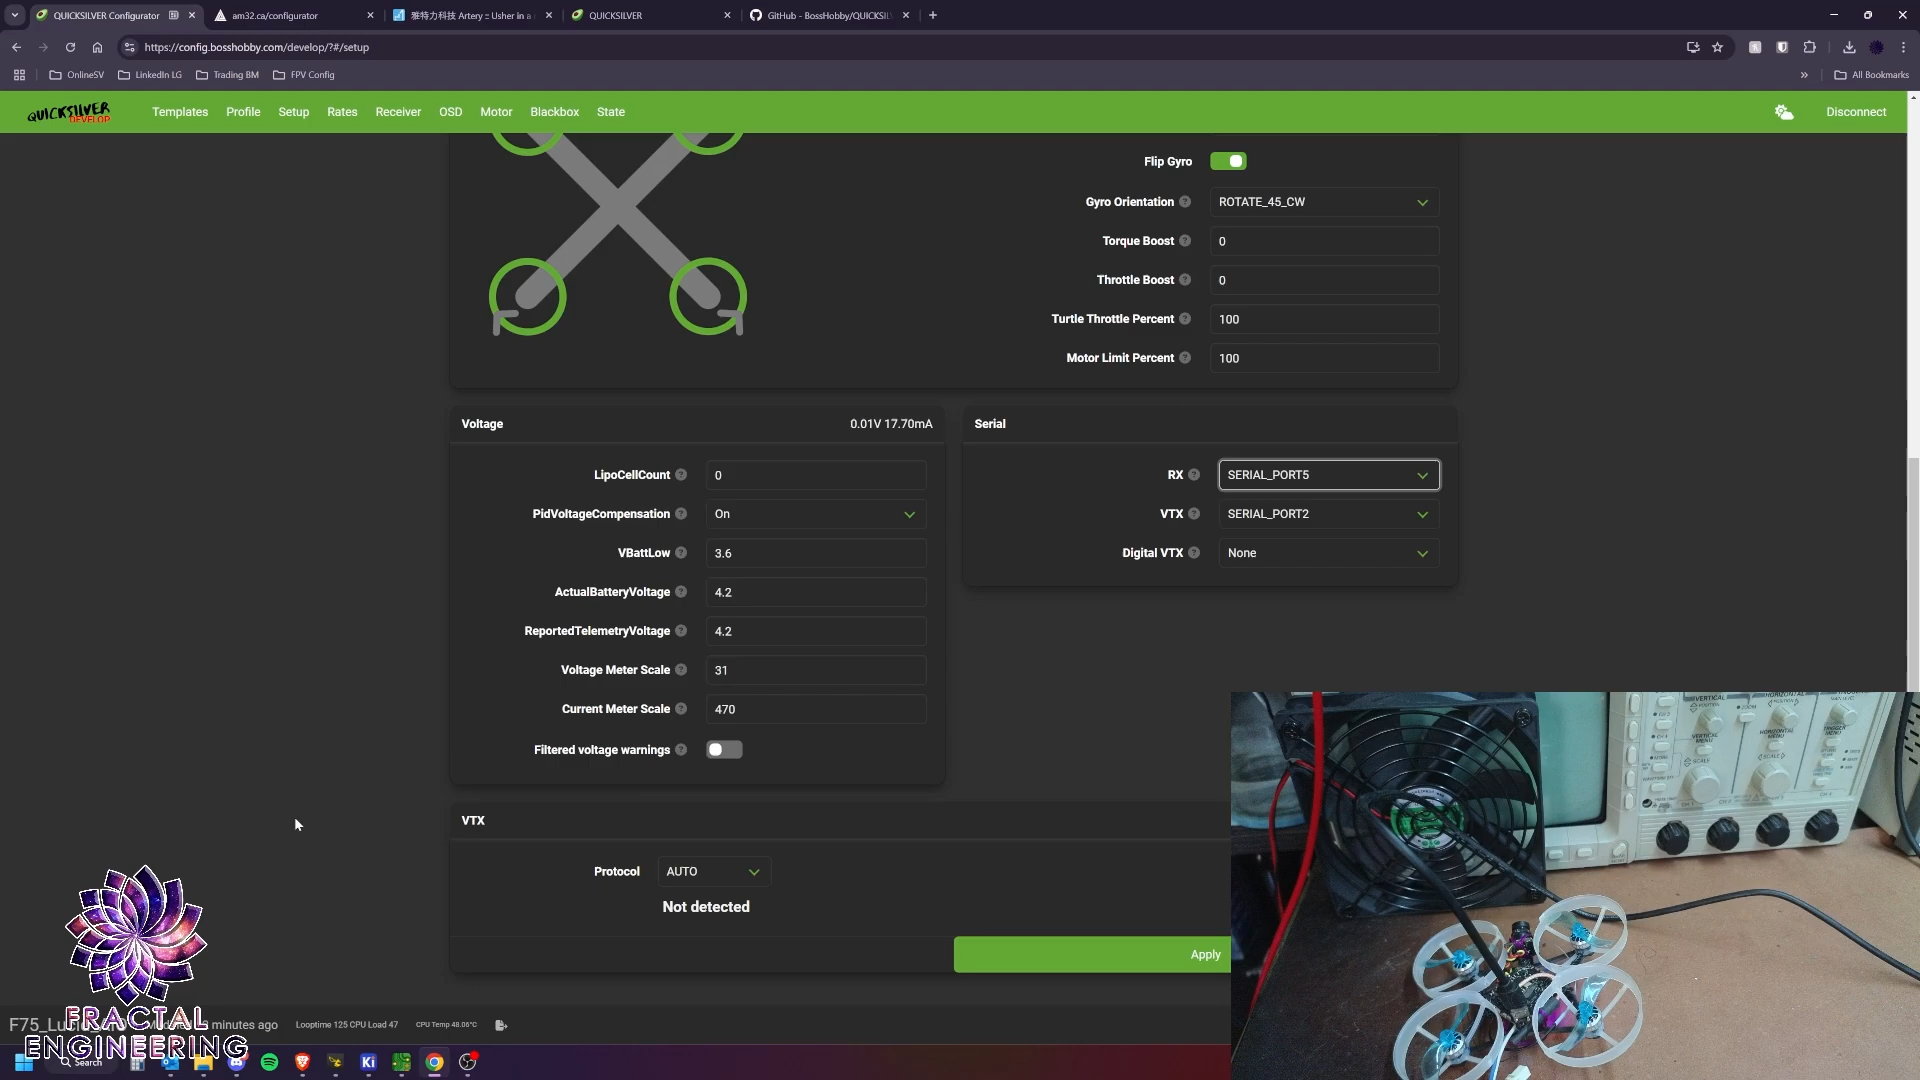 QUICKSILVER Configurator
am32.ca/configurator
雅特力科技 Artery :: Usher in a
QUICKSILVER
GitHub - BossHobby/QUICKSIL
https://config.bosshobby.com/develop/?#/setup
OnlineSV
LinkedIn LG
Trading BM
FPV Config
All Bookmarks
QUICKSILVER
DEVELOP
Templates
Profile
Setup
Rates
Receiver
OSD
Motor
Blackbox
State
Disconnect
Flip Gyro
Gyro Orientation
ROTATE_45_CW
Torque Boost
0
Throttle Boost
0
Turtle Throttle Percent
100
Motor Limit Percent
100
Voltage
0.01V 17.70mA
LipoCellCount
0
PidVoltageCompensation
On
VBattLow
3.6
ActualBatteryVoltage
4.2
ReportedTelemetryVoltage
4.2
Voltage Meter Scale
31
Current Meter Scale
470
Filtered voltage warnings
Serial
RX
SERIAL_PORT5
VTX
SERIAL_PORT2
Digital VTX
None
VTX
Protocol
AUTO
Not detected
Apply
minutes ago
Looptime 125 CPU Load 47
CPU Temp 48.06°C
FRACTAL
ENGINEERING
Search
Ki
VERTICAL
HORIZONTAL
SCALE
SCALE